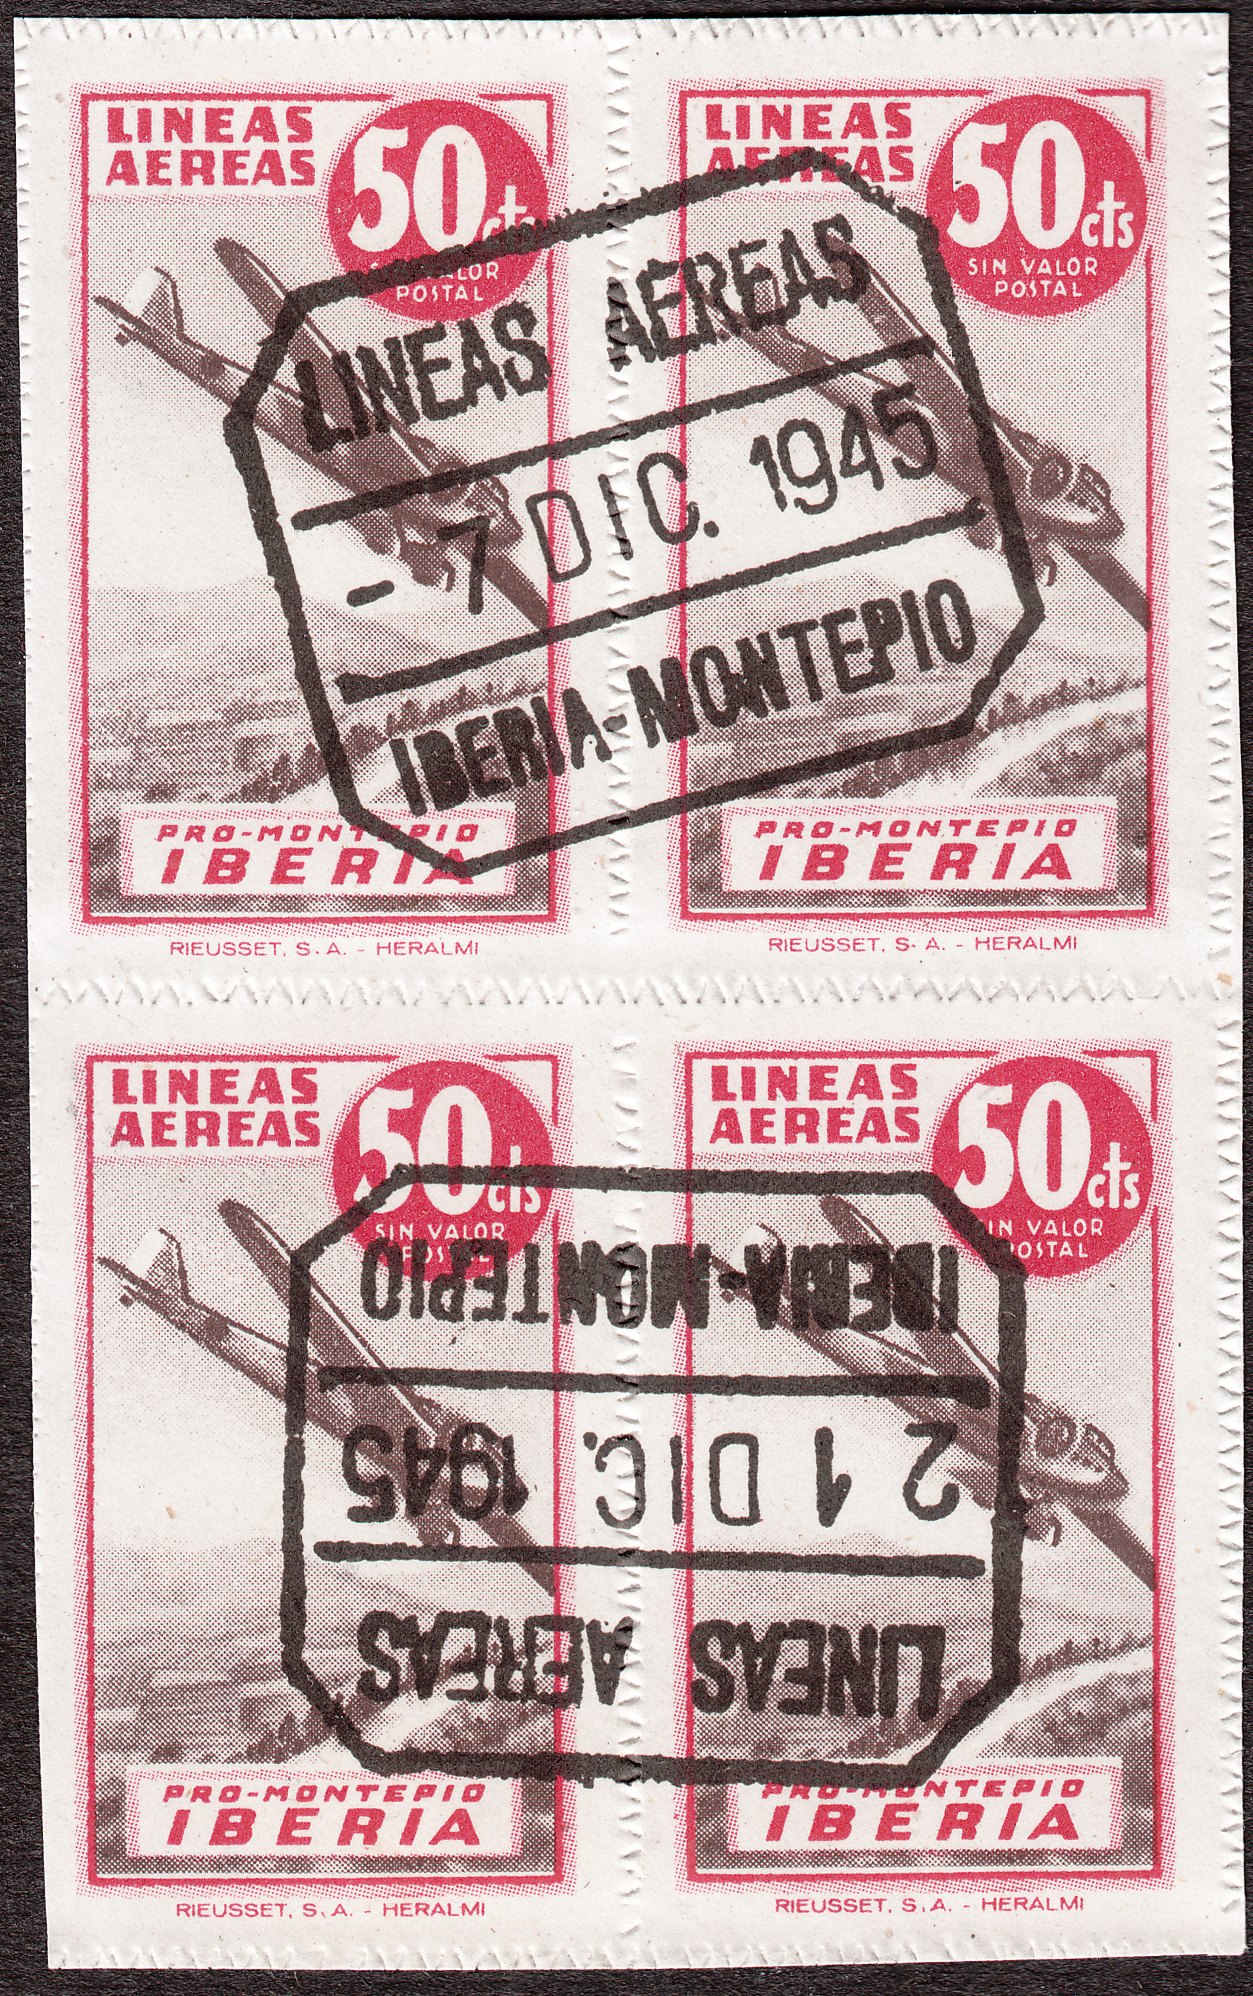 LINEAS
AEREAS
50 cts
SIN VALOR
POSTAL
PRO-MONTEPIO
IBERIA
RIEUSSET, S.A. - HERALMI
LINEAS
AEREAS
50 cts
SIN VALOR
POSTAL
PRO-MONTEPIO
IBERIA
RIEUSSET, S.A. - HERALMI
LINEAS AEREAS
- 7 DIC. 1945
IBERIA-MONTEPIO
LINEAS
AEREAS
50 cts
SIN VALOR
POSTAL
PRO-MONTEPIO
IBERIA
RIEUSSET, S.A. - HERALMI
LINEAS
AEREAS
50 cts
SIN VALOR
POSTAL
PRO-MONTEPIO
IBERIA
RIEUSSET, S.A. - HERALMI
LINEAS AEREAS
21 DIC. 1945
IBERIA-MONTEPIO